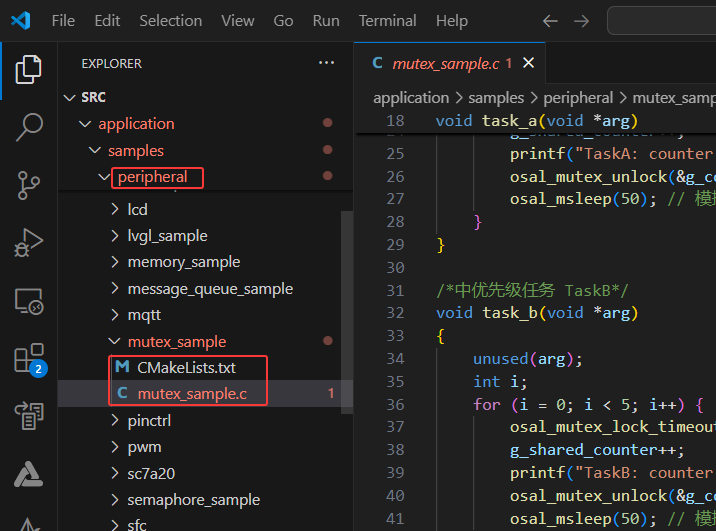 File Edit Selection View Go Run Terminal Help
EXPLORER
SRC
application
samples
peripheral
lcd
lvgl_sample
memory_sample
message_queue_sample
mqtt
mutex_sample
CMakeLists.txt
C mutex_sample.c 1
pinctrl
pwm
sc7a20
semaphore_sample
sfc
2
C mutex_sample.c 1
application > samples > peripheral > mutex_samp
18 void task_a(void *arg)
g_shared_counter++;
25 printf("TaskA: counter
26 osal_mutex_unlock(&g_co
27 osal_msleep(50); // 模
28 }
29 }
30
31 /*中优先级任务 TaskB*/
32 void task_b(void *arg)
33 {
34 unused(arg);
35 int i;
36 for (i = 0; i < 5; i++) {
37 osal_mutex_lock_timeout
38 g_shared_counter++;
39 printf("TaskB: counter
40 osal_mutex_unlock(&g_co
41 osal_msleep(50); // 模